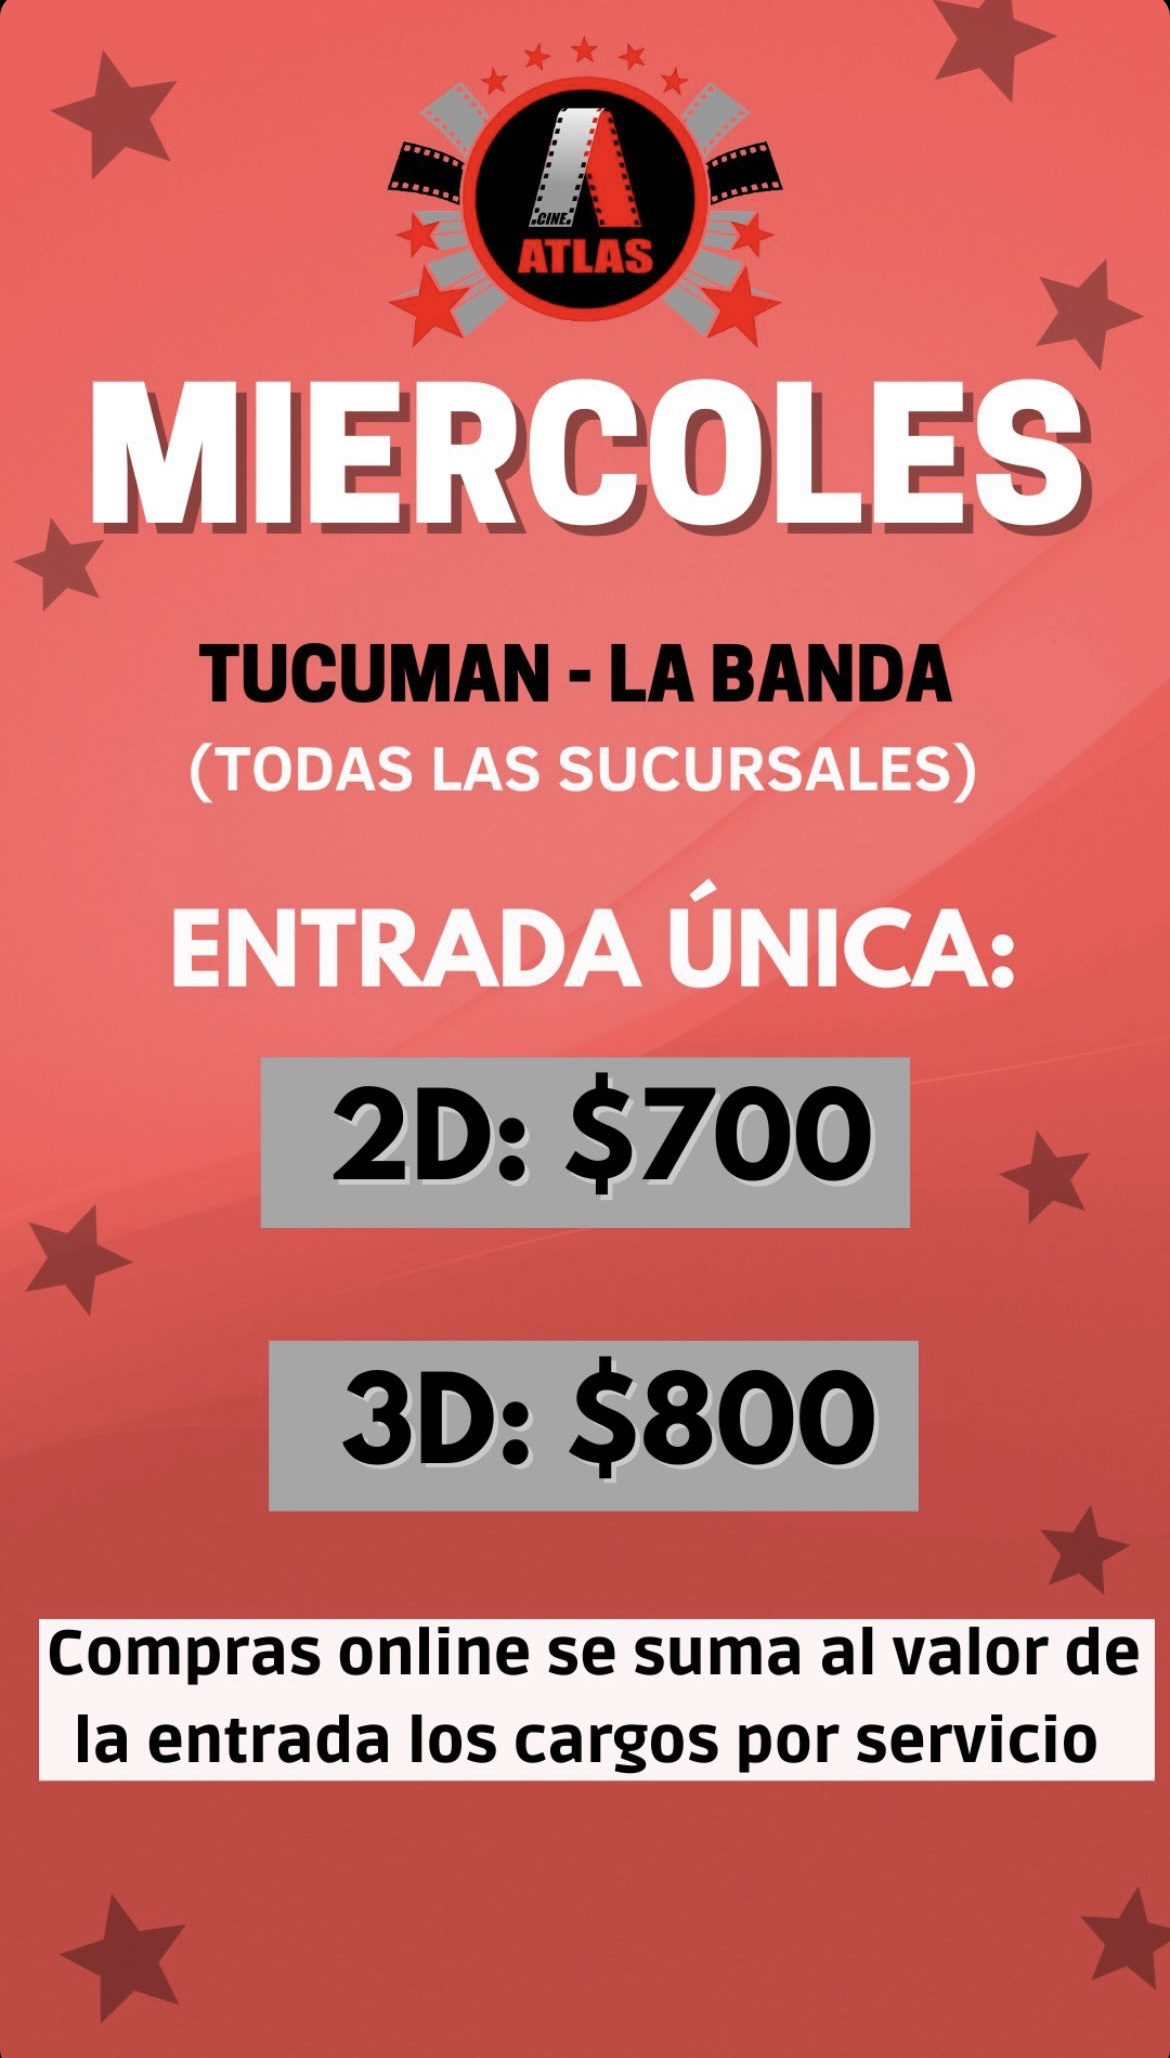 CINE
ATLAS
MIERCOLES
TUCUMAN - LA BANDA
(TODAS LAS SUCURSALES)
ENTRADA ÚNICA:
2D: $700
3D: $800
Compras online se suma al valor de
la entrada los cargos por servicio